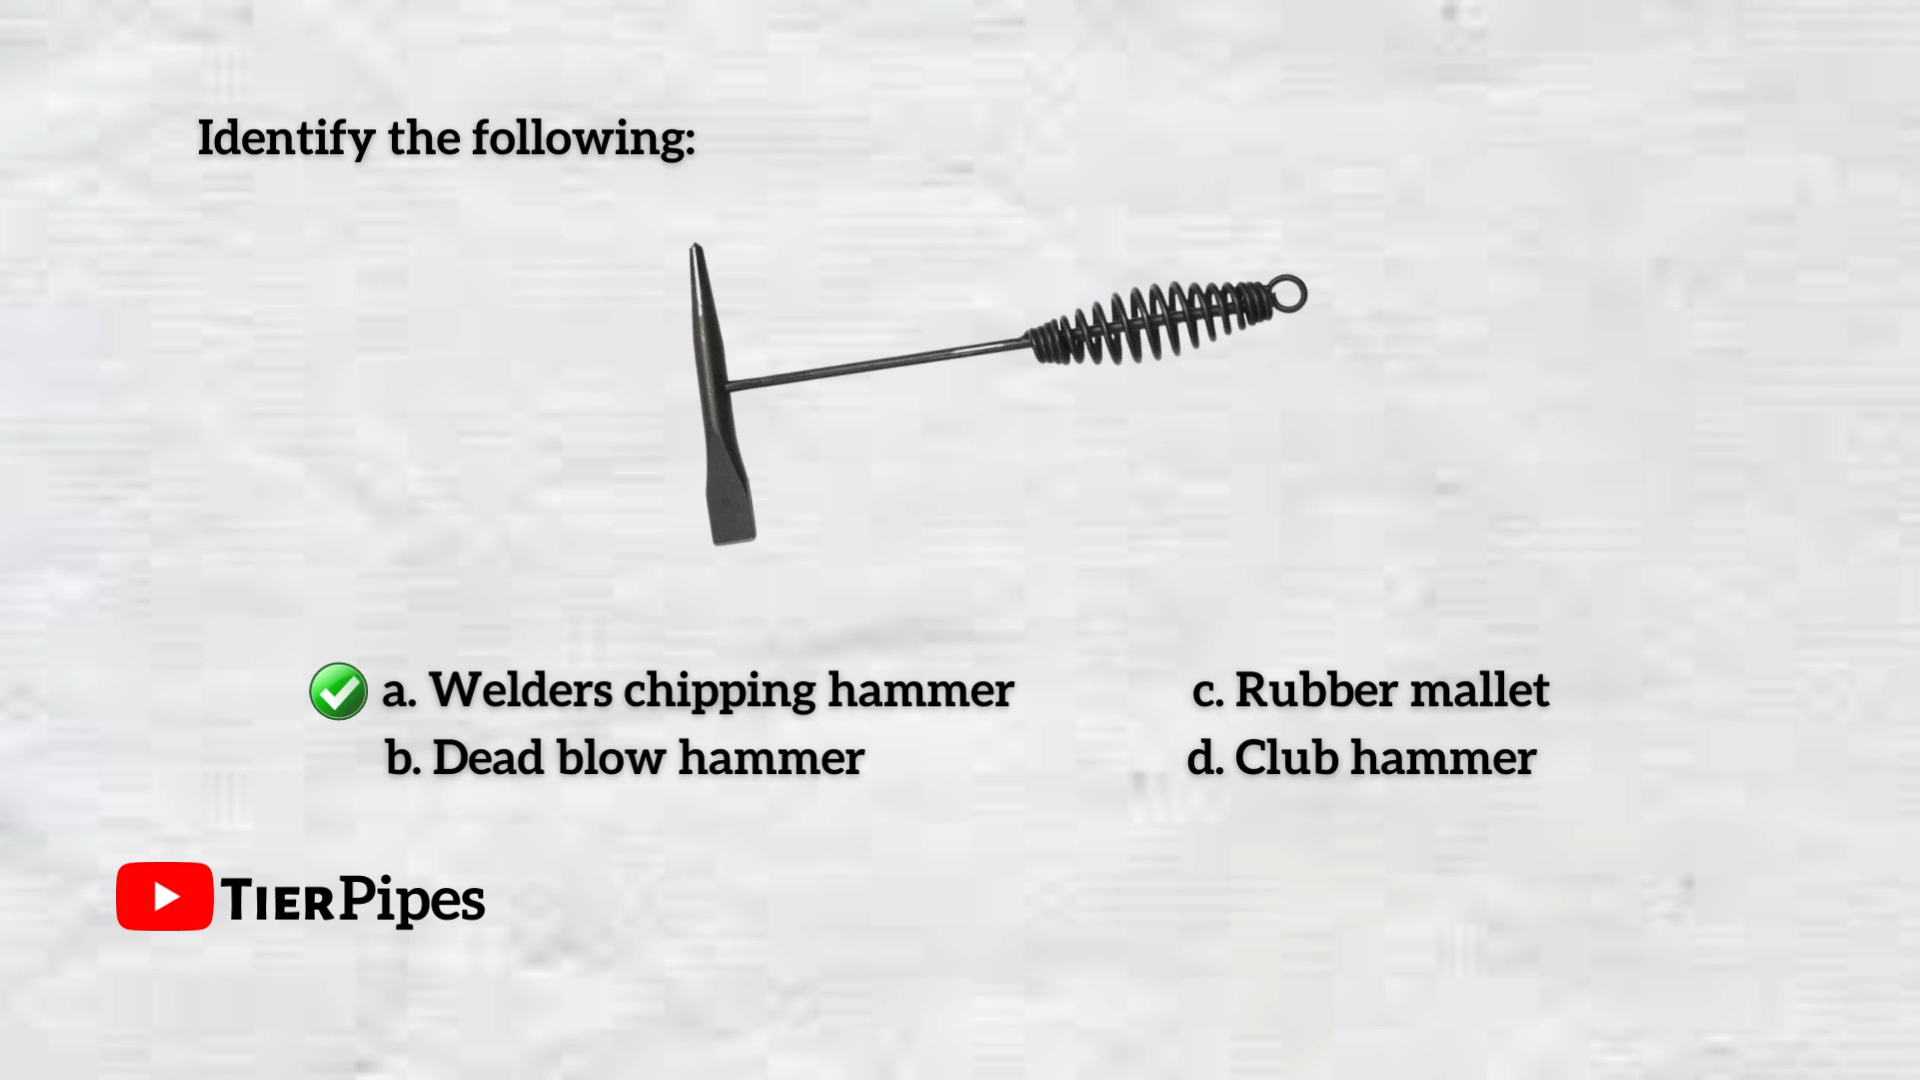 Identify the following:
a. Welders chipping hammer
b. Dead blow hammer
c. Rubber mallet
d. Club hammer
TIERPipes